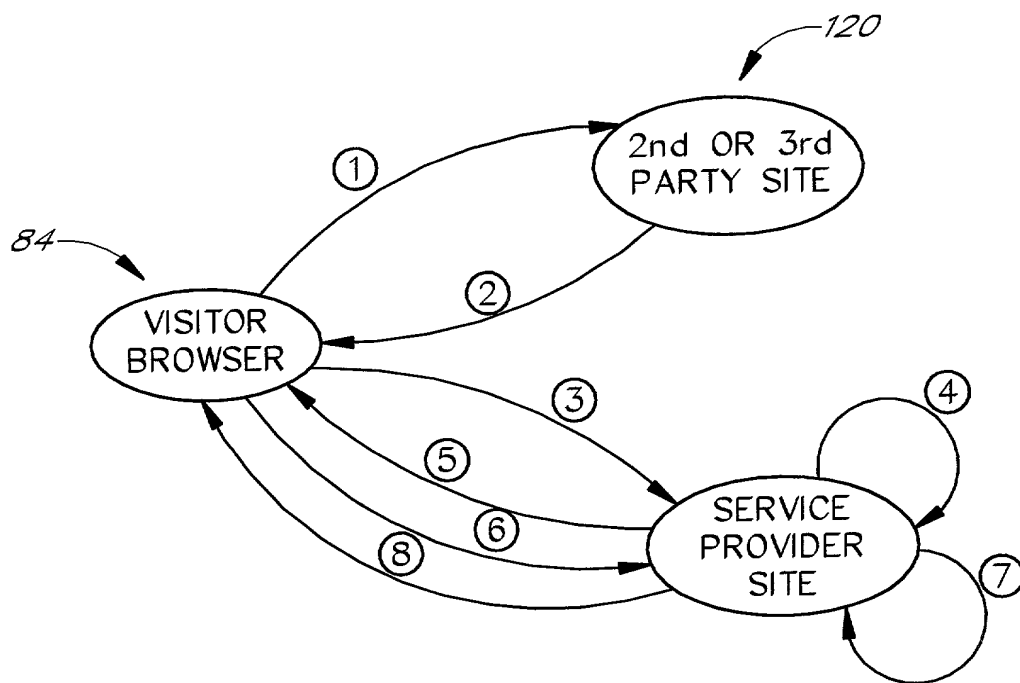 120
2nd OR 3rd
PARTY SITE
1
84
2
VISITOR
BROWSER
3
4
5
6
SERVICE
PROVIDER
SITE
8
7